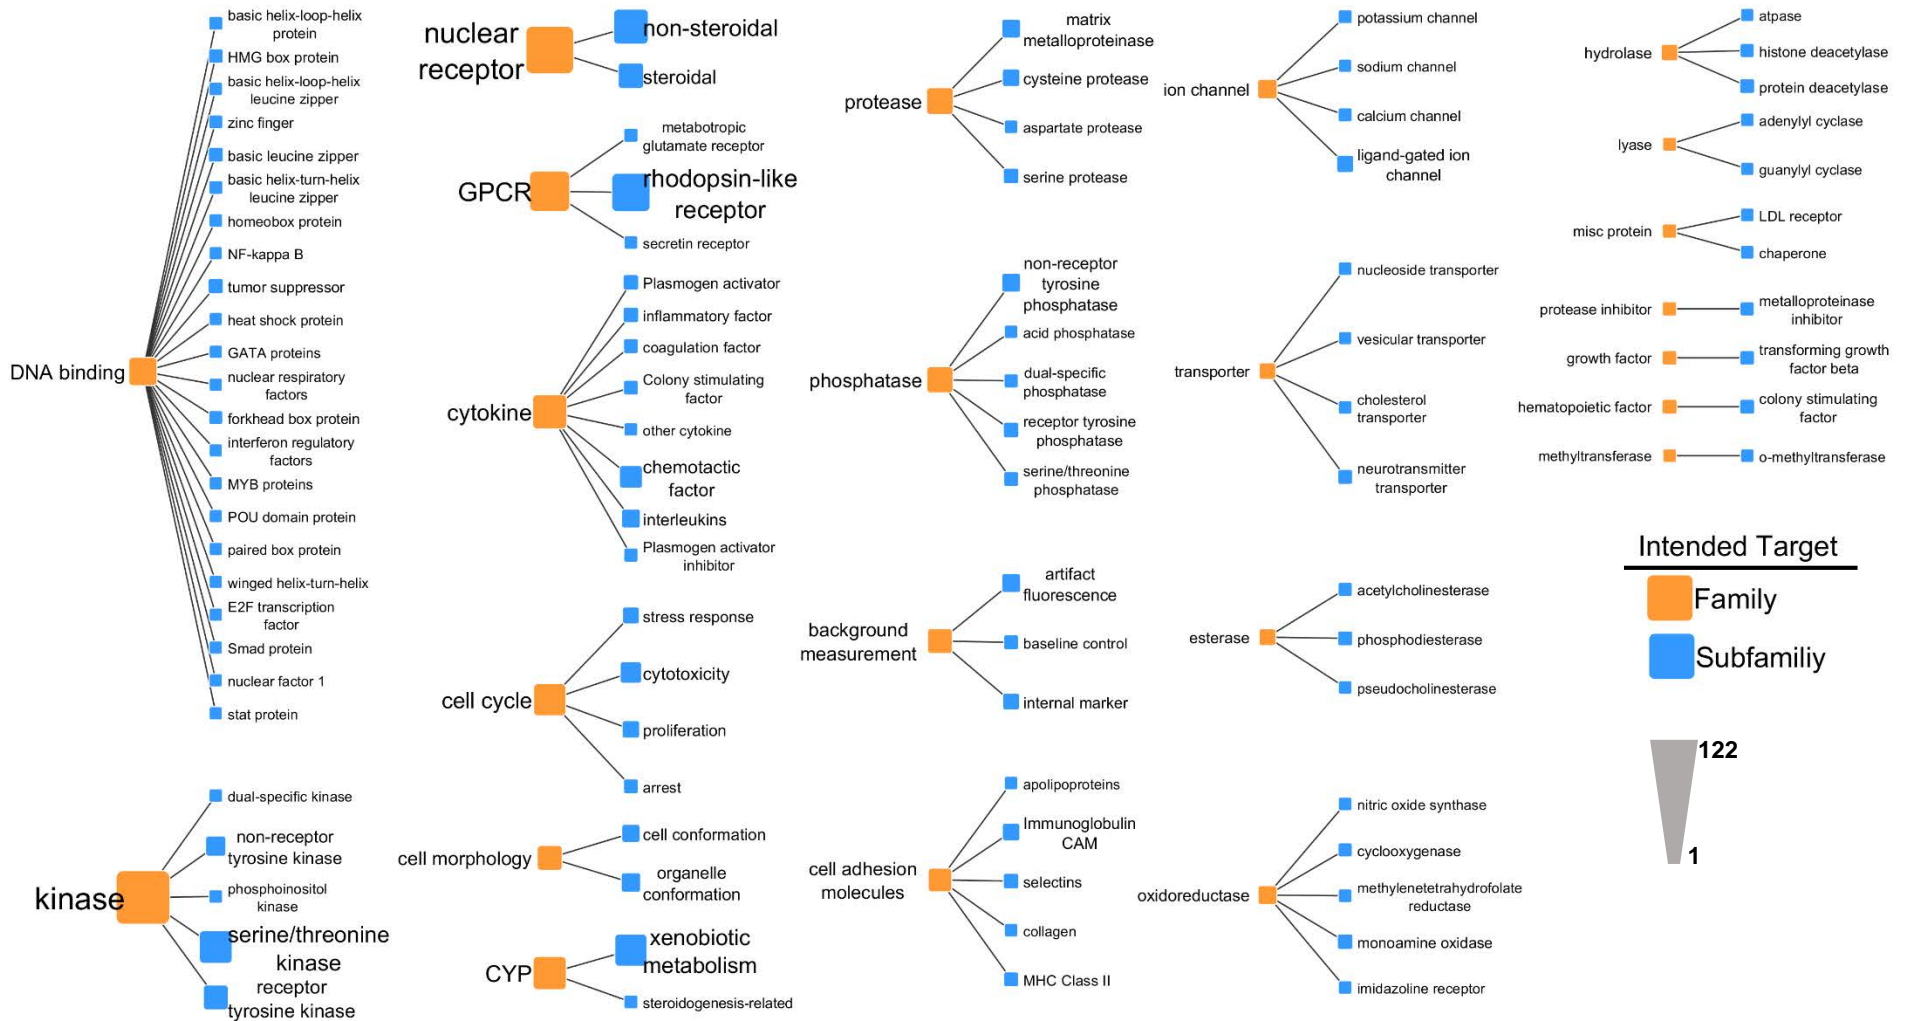 basic helix-loop-helix
protein
HMG box protein
basic helix-loop-helix
leucine zipper
zinc finger
basic leucine zipper
basic helix-turn-helix
leucine zipper
homeobox protein
NF-kappa B
tumor suppressor
heat shock protein
GATA proteins
DNA binding
nuclear respiratory
factors
forkhead box protein
interferon regulatory
factors
MYB proteins
POU domain protein
paired box protein
winged helix-turn-helix
E2F transcription
factor
Smad protein
nuclear factor 1
stat protein
dual-specific kinase
non-receptor
tyrosine kinase
kinase
phosphoinositol
kinase
serine/threonine
kinase
receptor
tyrosine kinase
nuclear
receptor
non-steroidal
steroidal
metabotropic
glutamate receptor
GPCR
rhodopsin-like
receptor
secretin receptor
Plasmogen activator
inflammatory factor
coagulation factor
Colony stimulating
factor
cytokine
other cytokine
chemotactic
factor
interleukins
Plasmogen activator
inhibitor
stress response
cytotoxicity
cell cycle
proliferation
arrest
cell conformation
cell morphology
organelle
conformation
xenobiotic
metabolism
CYP
steroidogenesis-related
matrix
metalloproteinase
cysteine protease
protease
aspartate protease
serine protease
non-receptor
tyrosine
phosphatase
acid phosphatase
phosphatase
dual-specific
phosphatase
receptor tyrosine
phosphatase
serine/threonine
phosphatase
artifact
fluorescence
background
measurement
baseline control
internal marker
apolipoproteins
Immunoglobulin
CAM
cell adhesion
molecules
selectins
collagen
MHC Class II
potassium channel
sodium channel
ion channel
calcium channel
ligand-gated ion
channel
nucleoside transporter
vesicular transporter
transporter
cholesterol
transporter
neurotransmitter
transporter
acetylcholinesterase
esterase
phosphodiesterase
pseudocholinesterase
nitric oxide synthase
cyclooxygenase
oxidoreductase
methylenetetrahydrofolate
reductase
monoamine oxidase
imidazoline receptor
atpase
hydrolase
histone deacetylase
protein deacetylase
adenylyl cyclase
lyase
guanylyl cyclase
LDL receptor
misc protein
chaperone
protease inhibitor
metalloproteinase
inhibitor
growth factor
transforming growth
factor beta
hematopoietic factor
colony stimulating
factor
methyltransferase
o-methyltransferase
Intended Target
Family
Subfamiliy
122
1